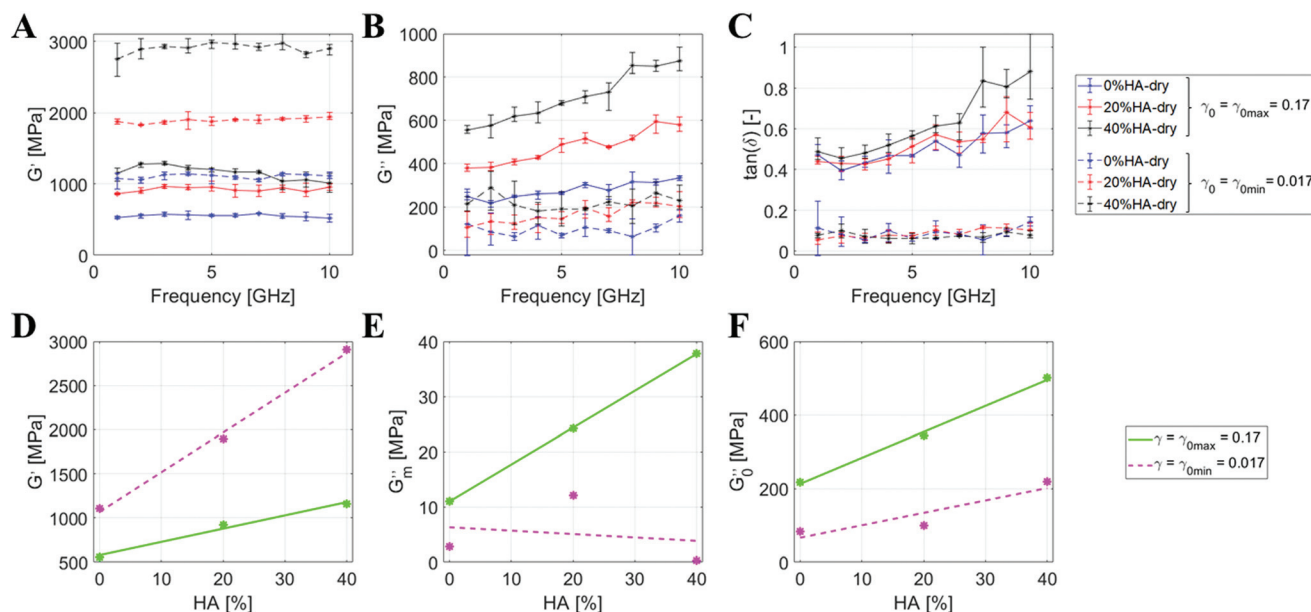 A
B
C
3000
2000
1000
0
G' [MPa]
0
5
10
Frequency [GHz]
1000
800
600
400
200
0
G'' [MPa]
0
5
10
Frequency [GHz]
1
0.8
0.6
0.4
0.2
0
tan(δ) [-]
0
5
10
Frequency [GHz]
0%HA-dry
20%HA-dry
40%HA-dry
γ₀ = γ₀max = 0.17
0%HA-dry
20%HA-dry
40%HA-dry
γ₀ = γ₀min = 0.017
D
E
F
3000
2500
2000
1500
1000
500
G' [MPa]
0
10
20
30
40
HA [%]
40
30
20
10
0
G''m [MPa]
0
10
20
30
40
HA [%]
600
400
200
0
G''0 [MPa]
0
10
20
30
40
HA [%]
γ = γ₀max = 0.17
γ = γ₀min = 0.017